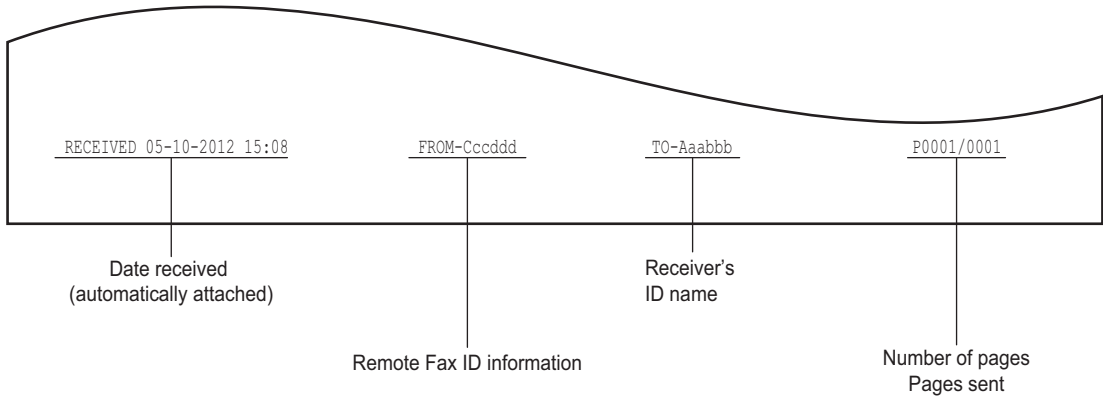 RECEIVED 05-10-2012 15:08 FROM-Cccddd TO-Aaabbb P0001/0001
Date received
(automatically attached)
Receiver's
ID name
Remote Fax ID information
Number of pages
Pages sent